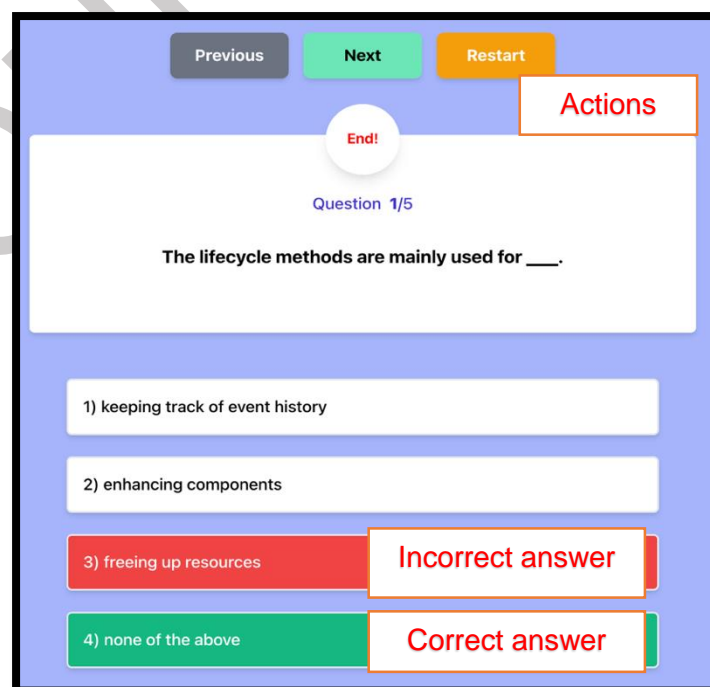 Previous Next Restart
Actions
End!
Question 1/5
The lifecycle methods are mainly used for ___.
1) keeping track of event history
2) enhancing components
3) freeing up resources Incorrect answer
4) none of the above Correct answer